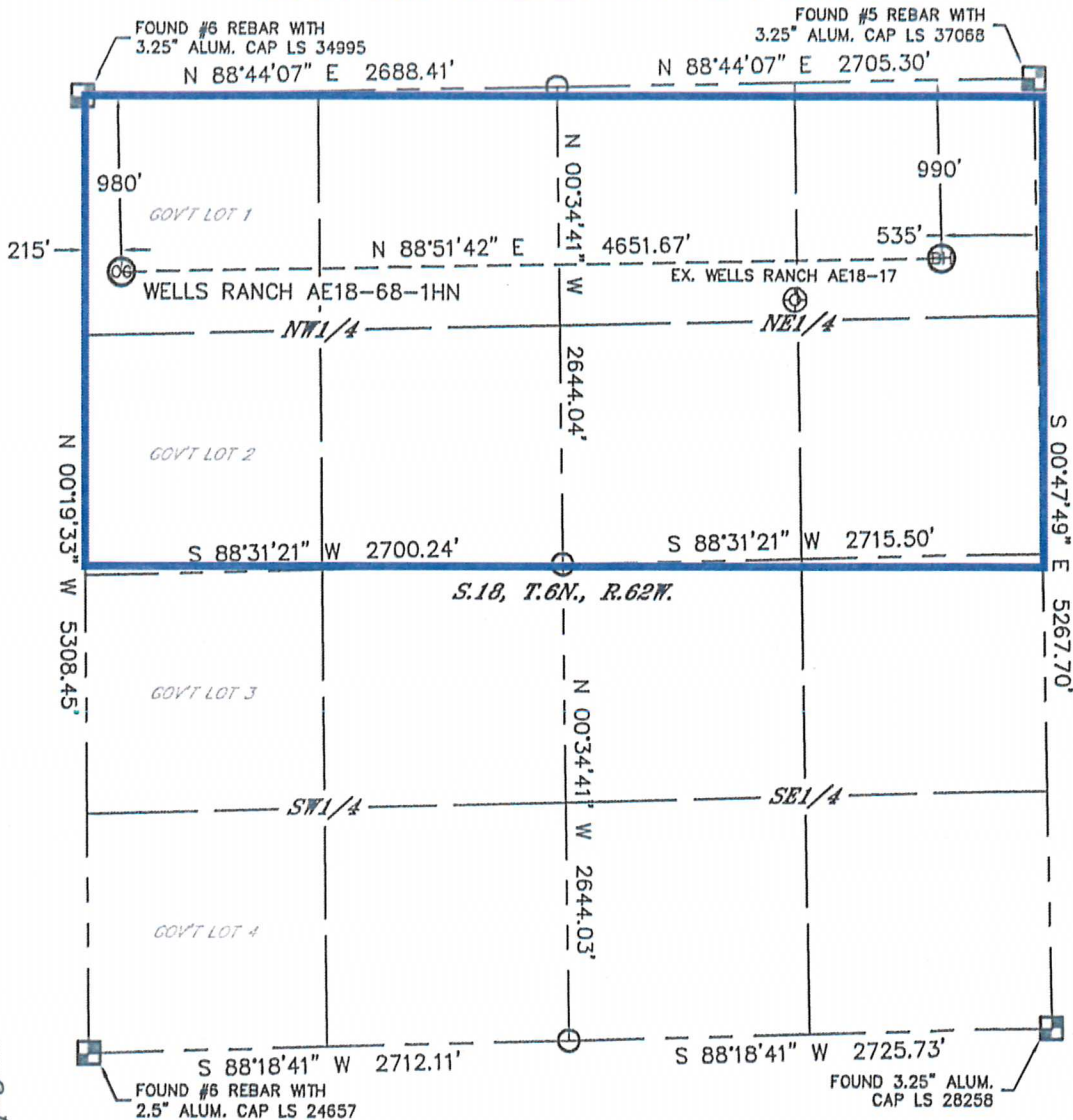 FOUND #6 REBAR WITH
3.25" ALUM. CAP LS 34995
FOUND #5 REBAR WITH
3.25" ALUM. CAP LS 37068
N 88°44'07" E 2688.41'
N 88°44'07" E 2705.30'
980'
990'
GOV'T LOT 1
215'
535'
N 88°51'42" E 4651.67'
N 00°34'41" W 2644.04'
OG
BH
WELLS RANCH AE18-68-1HN
EX. WELLS RANCH AE18-17
NW1/4
NE1/4
GOV'T LOT 2
N 00°19'33" W 5308.45'
S 00°47'49" E 5267.70'
S 88°31'21" W 2700.24'
S 88°31'21" W 2715.50'
S.18, T.6N., R.62W.
GOV'T LOT 3
N 00°34'41" W 2644.03'
SW1/4
SE1/4
GOV'T LOT 4
S 88°18'41" W 2712.11'
S 88°18'41" W 2725.73'
FOUND #6 REBAR WITH
2.5" ALUM. CAP LS 24657
FOUND 3.25" ALUM.
CAP LS 28258